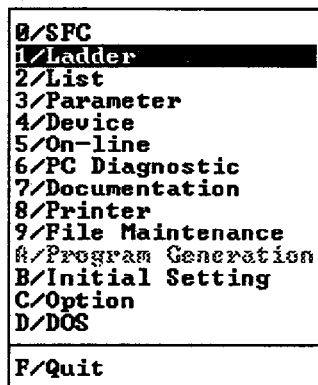 0/SFC
1/Ladder
2/List
3/Parameter
4/Device
5/On-line
6/PC Diagnostic
7/Documentation
8/Printer
9/File Maintenance
A/Program Generation
B/Initial Setting
C/Option
D/DOS
F/Quit